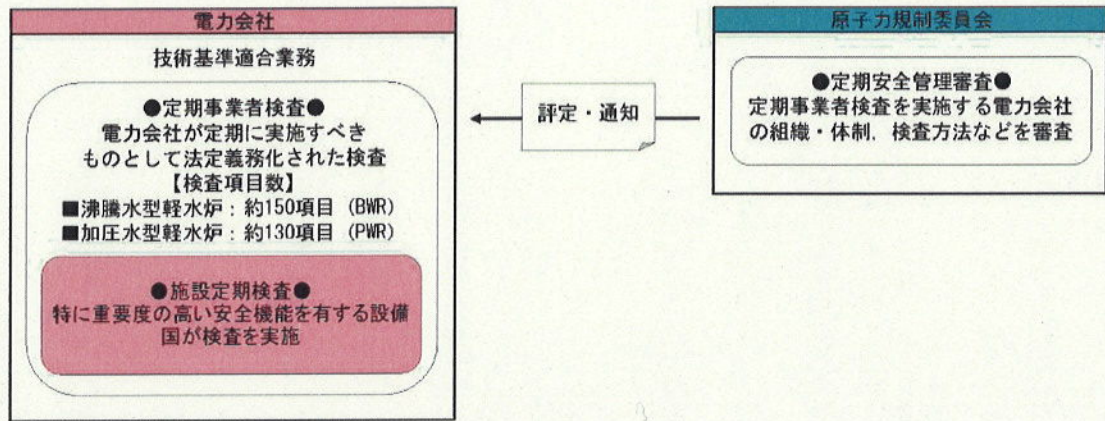 電力会社
技術基準適合業務
●定期事業者検査●
電力会社が定期に実施すべき
ものとして法定義務化された検査
【検査項目数】
■沸騰水型軽水炉：約150項目 (BWR)
■加圧水型軽水炉：約130項目 (PWR)
●施設定期検査●
特に重要度の高い安全機能を有する設備
国が検査を実施
評定・通知
原子力規制委員会
●定期安全管理審査●
定期事業者検査を実施する電力会社
の組織・体制，検査方法などを審査